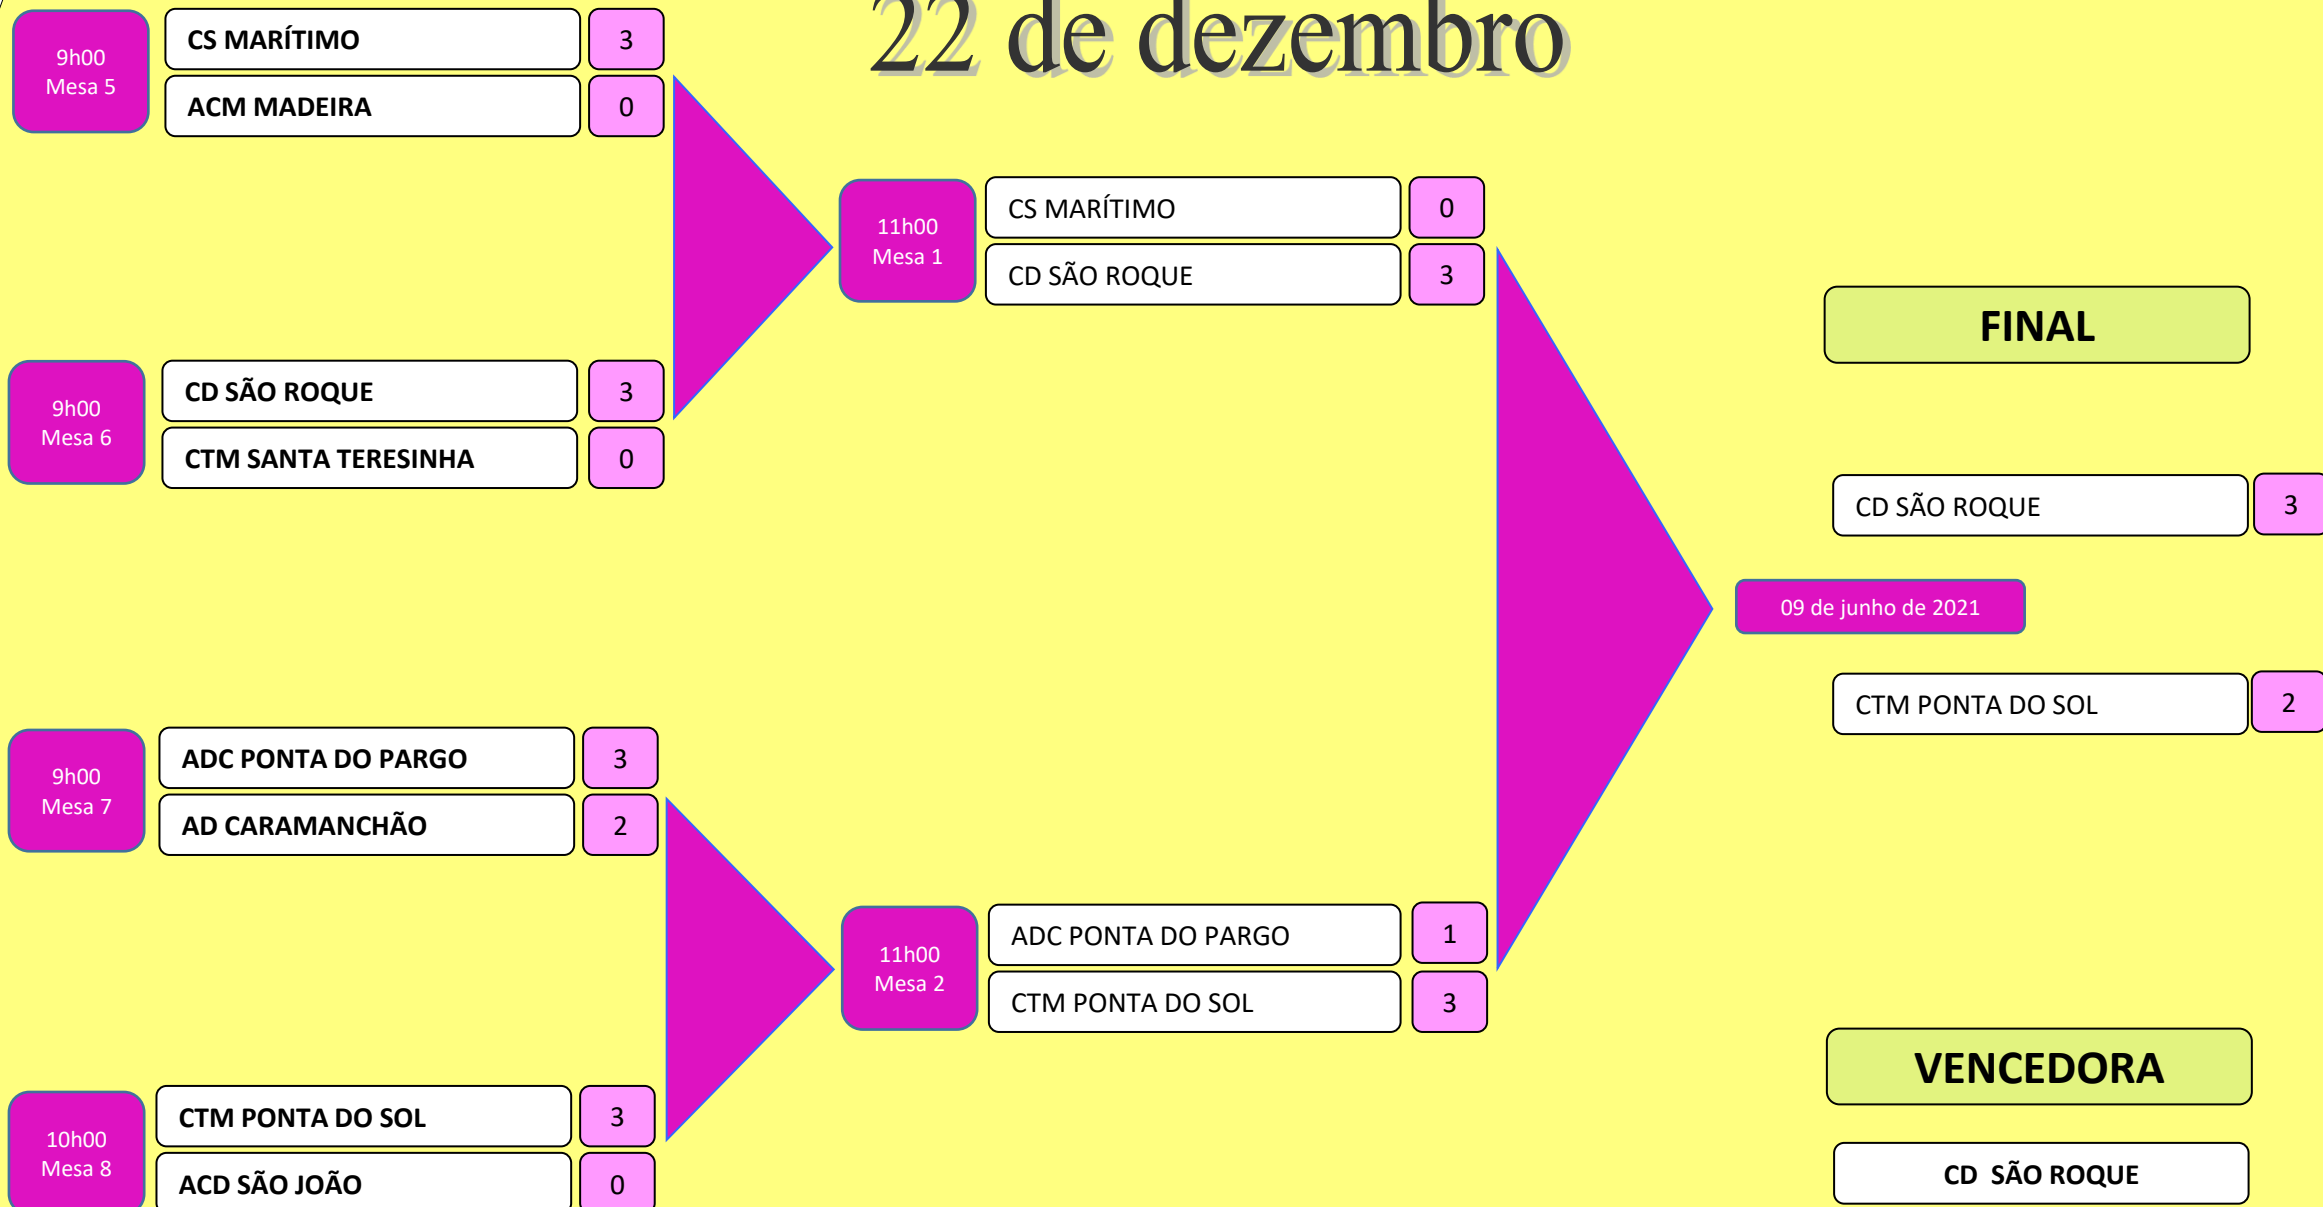 22 de dezembro
9h00
Mesa 5
CS MARÍTIMO 3
ACM MADEIRA 0
9h00
Mesa 6
CD SÃO ROQUE 3
CTM SANTA TERESINHA 0
9h00
Mesa 7
ADC PONTA DO PARGO 3
AD CARAMANCHÃO 2
10h00
Mesa 8
CTM PONTA DO SOL 3
ACD SÃO JOÃO 0
11h00
Mesa 1
CS MARÍTIMO 0
CD SÃO ROQUE 3
11h00
Mesa 2
ADC PONTA DO PARGO 1
CTM PONTA DO SOL 3
FINAL
CD SÃO ROQUE 3
09 de junho de 2021
CTM PONTA DO SOL 2
VENCEDORA
CD SÃO ROQUE